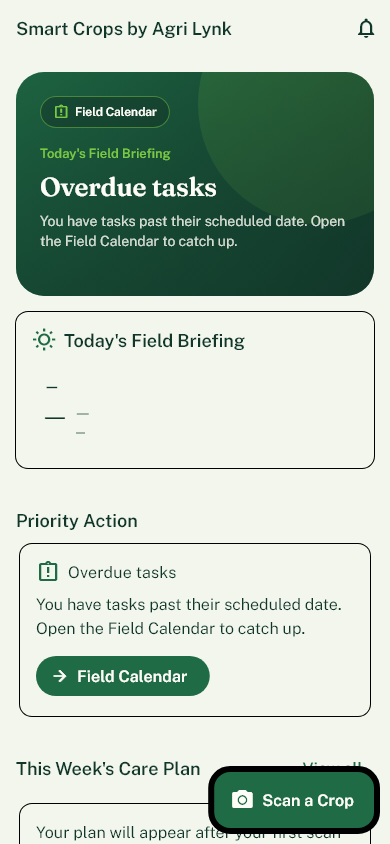 Smart Crops by Agri Lynk
Field Calendar
Today's Field Briefing
Overdue tasks
You have tasks past their scheduled date. Open
the Field Calendar to catch up.
Today's Field Briefing
–
— —
–
Priority Action
Overdue tasks
You have tasks past their scheduled date.
Open the Field Calendar to catch up.
Field Calendar
This Week's Care Plan
View all
Scan a Crop
Your plan will appear after your first scan